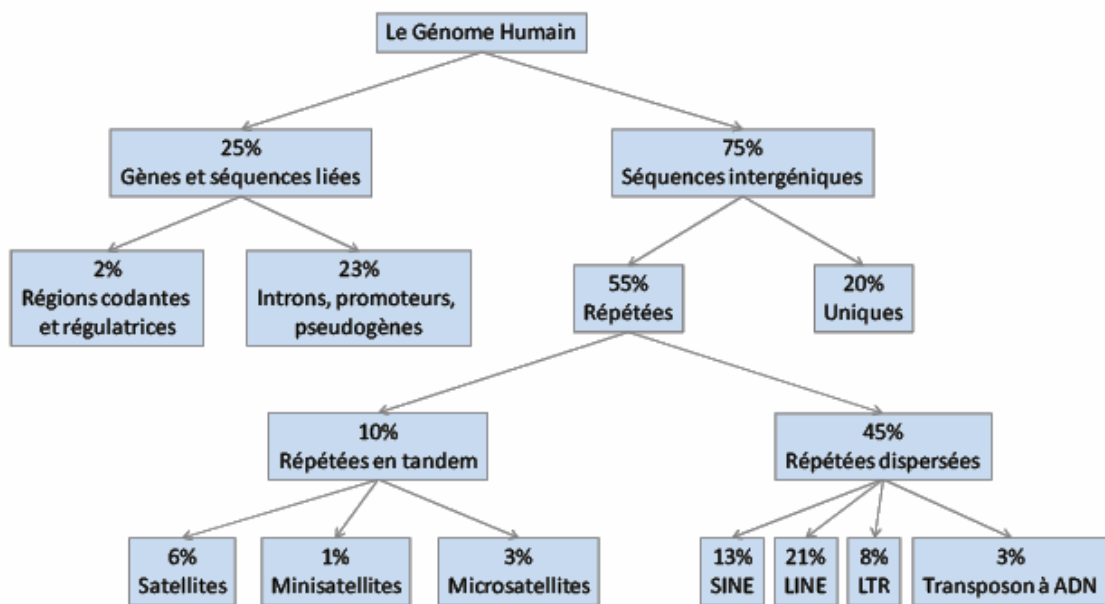 Le Génome Humain
25%
Gènes et séquences liées
75%
Séquences intergéniques
2%
Régions codantes
et régulatrices
23%
Introns, promoteurs,
pseudogènes
55%
Répétées
20%
Uniques
10%
Répétées en tandem
45%
Répétées dispersées
6%
Satellites
1%
Minisatellites
3%
Microsatellites
13%
SINE
21%
LINE
8%
LTR
3%
Transposon à ADN